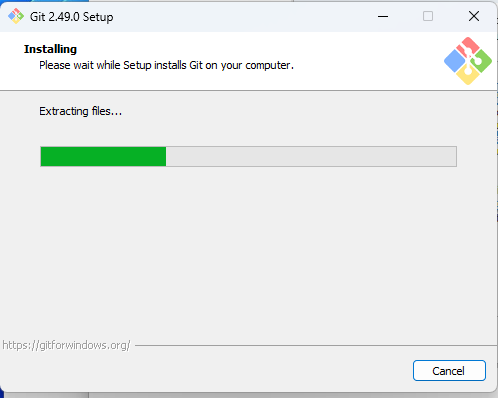 Git 2.49.0 Setup
Installing
Please wait while Setup installs Git on your computer.
Extracting files...
https://gitforwindows.org/
Cancel